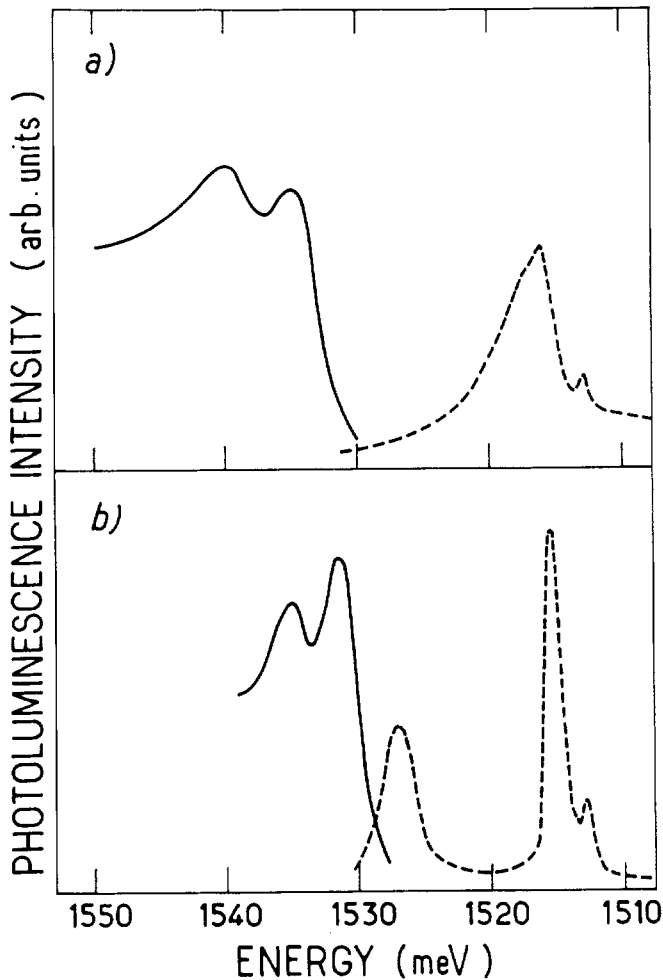 a)
b)
PHOTOLUMINESCENCE INTENSITY (arb. units)
1550 1540 1530 1520 1510
ENERGY (meV)